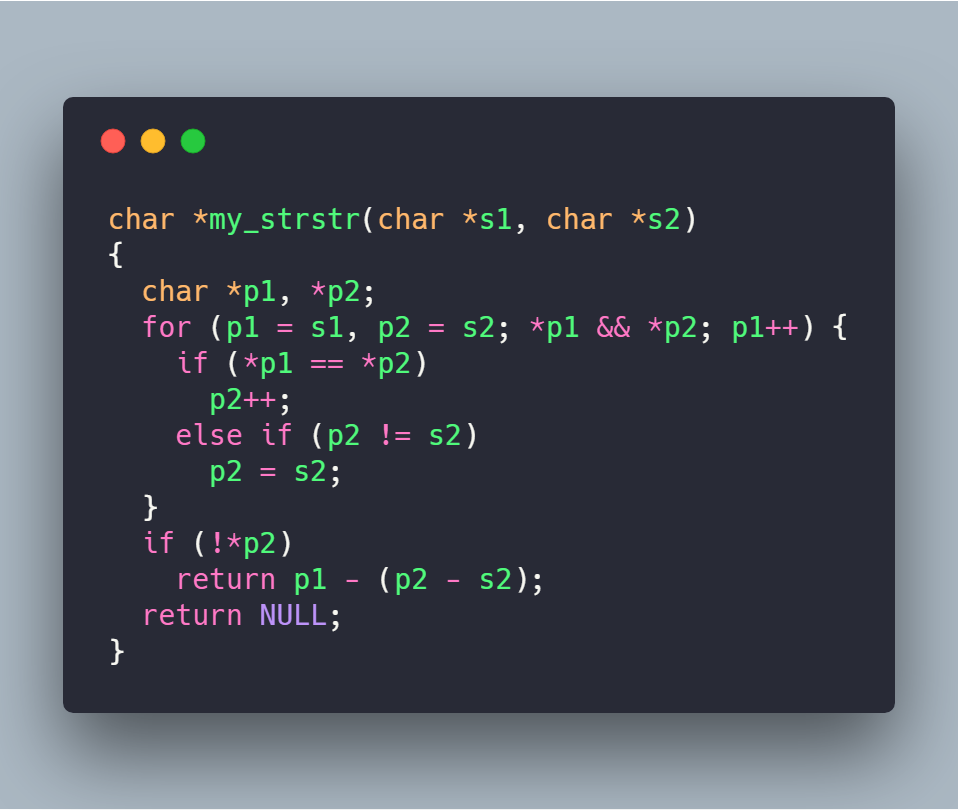 char *my_strstr(char *s1, char *s2)
{
  char *p1, *p2;
  for (p1 = s1, p2 = s2; *p1 && *p2; p1++) {
    if (*p1 == *p2)
      p2++;
    else if (p2 != s2)
      p2 = s2;
  }
  if (!*p2)
    return p1 - (p2 - s2);
  return NULL;
}